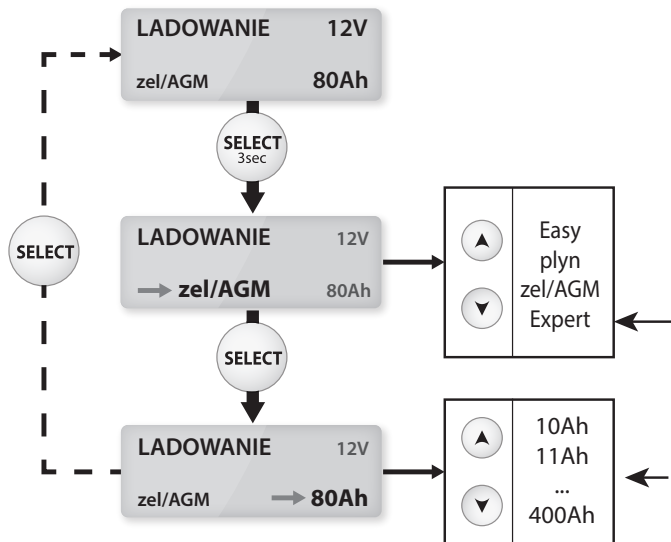 LADOWANIE 12V
zel/AGM 80Ah
SELECT
3sec
LADOWANIE 12V
zel/AGM 80Ah
Easy
plyn
zel/AGM
Expert
SELECT
SELECT
LADOWANIE 12V
zel/AGM 80Ah
10Ah
11Ah
...
400Ah